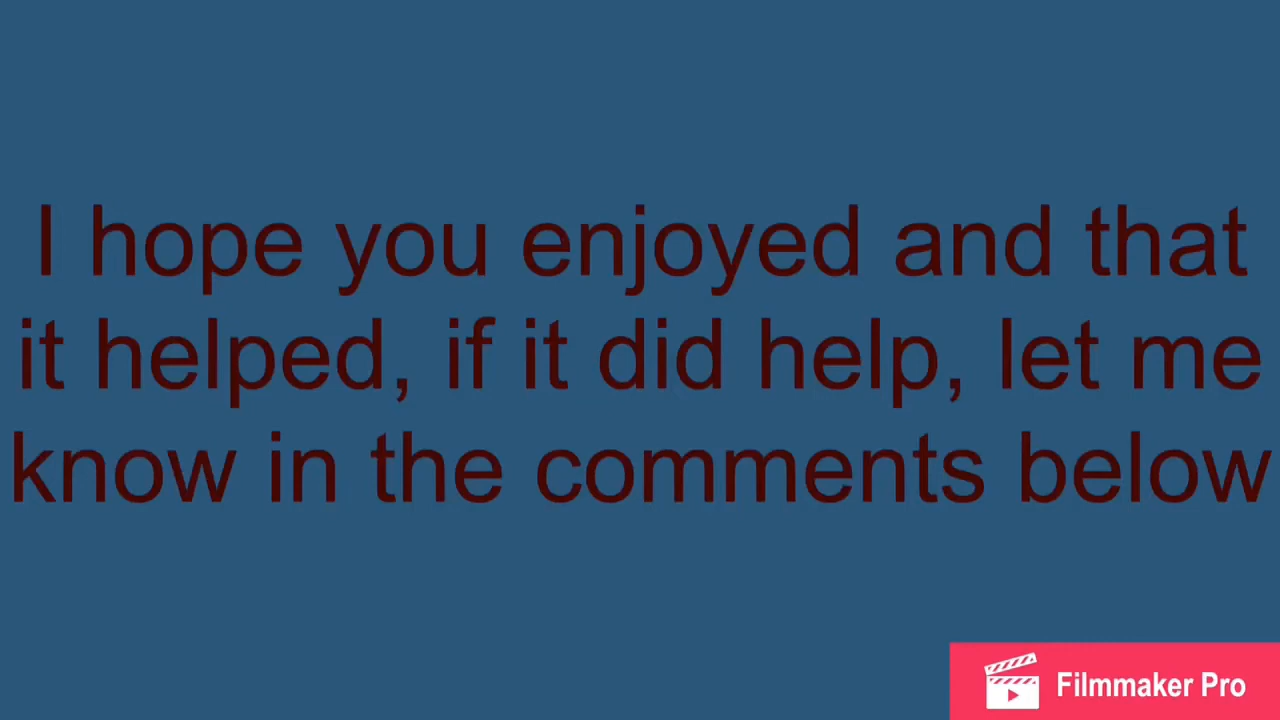 I hope you enjoyed and that
it helped, if it did help, let me
know in the comments below
Filmmaker Pro